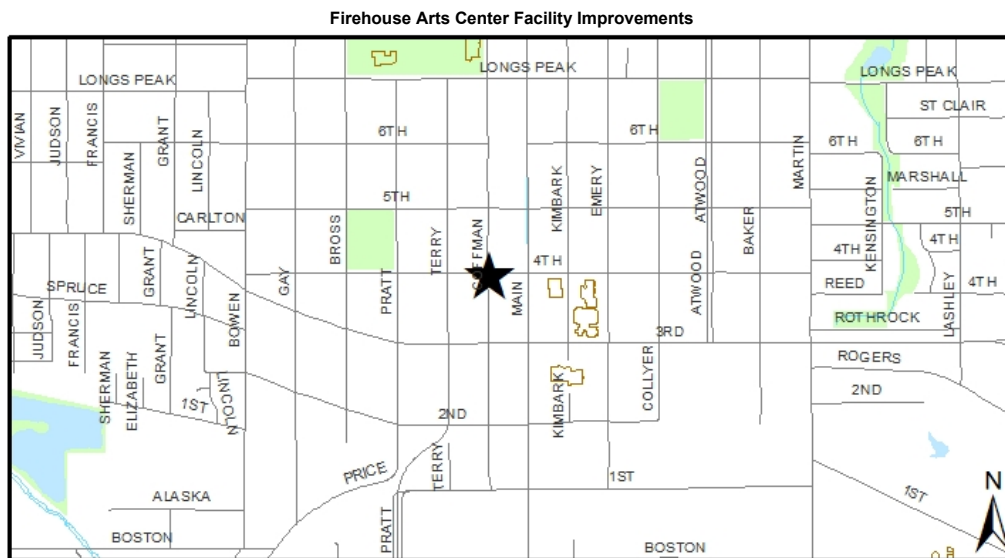 Firehouse Arts Center Facility Improvements
LONGS PEAK
LONGS PEAK
LONGS PEAK
VIVIAN
JUDSON
FRANCIS
GRANT
LINCOLN
SHERMAN
6TH
6TH
MARTIN
ST CLAIR
6TH
6TH
MARSHALL
KIMBARK
EMERY
ATWOOD
KENSINGTON
5TH
5TH
CARLTON
BROSS
TERRY
COFFMAN
BAKER
4TH
4TH
4TH
4TH
SPRUCE
GRANT
LINCOLN
BOWEN
GAY
PRATT
MAIN
ATWOOD
REED
LASHLEY
ROTHROCK
3RD
JUDSON
FRANCIS
GRANT
SHERMAN
ELIZABETH
1ST
LINCOLN
KIMBARK
COLLYER
ROGERS
2ND
2ND
PRICE
TERRY
1ST
1ST
N
ALASKA
PRATT
BOSTON
BOSTON